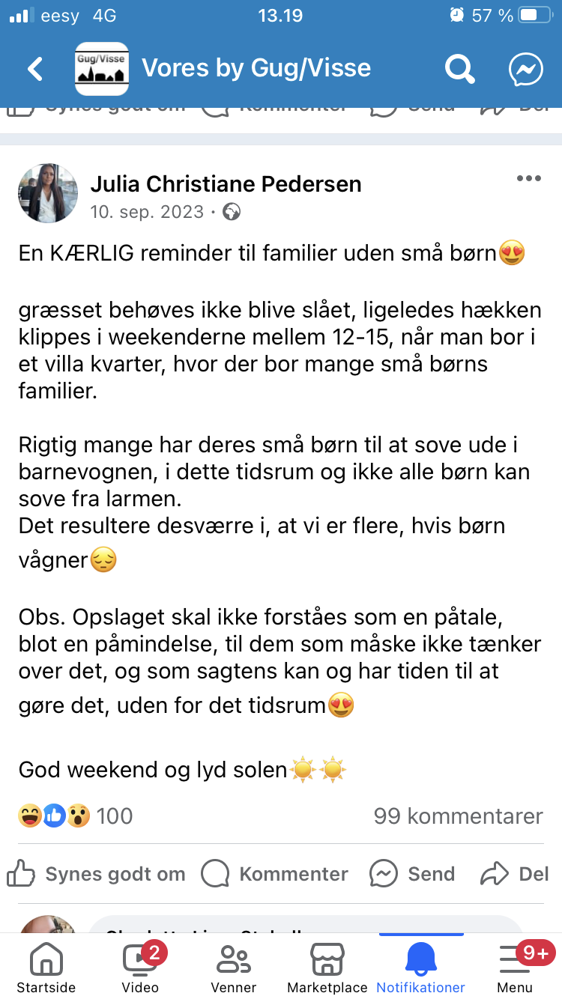 eesy 4G 13.19 57 %
Gug/Visse
Vores by Gug/Visse
Synes godt om Kommenter Send Del
Julia Christiane Pedersen
10. sep. 2023 ·
En KÆRLIG reminder til familier uden små børn😍
græsset behøves ikke blive slået, ligeledes hækken
klippes i weekenderne mellem 12-15, når man bor i
et villa kvarter, hvor der bor mange små børns
familier.
Rigtig mange har deres små børn til at sove ude i
barnevognen, i dette tidsrum og ikke alle børn kan
sove fra larmen.
Det resultere desværre i, at vi er flere, hvis børn
vågner😔
Obs. Opslaget skal ikke forståes som en påtale,
blot en påmindelse, til dem som måske ikke tænker
over det, og som sagtens kan og har tiden til at
gøre det, uden for det tidsrum😍
God weekend og lyd solen☀️☀️
100 99 kommentarer
Synes godt om Kommenter Send Del
2 9+
Startside Video Venner Marketplace Notifikationer Menu